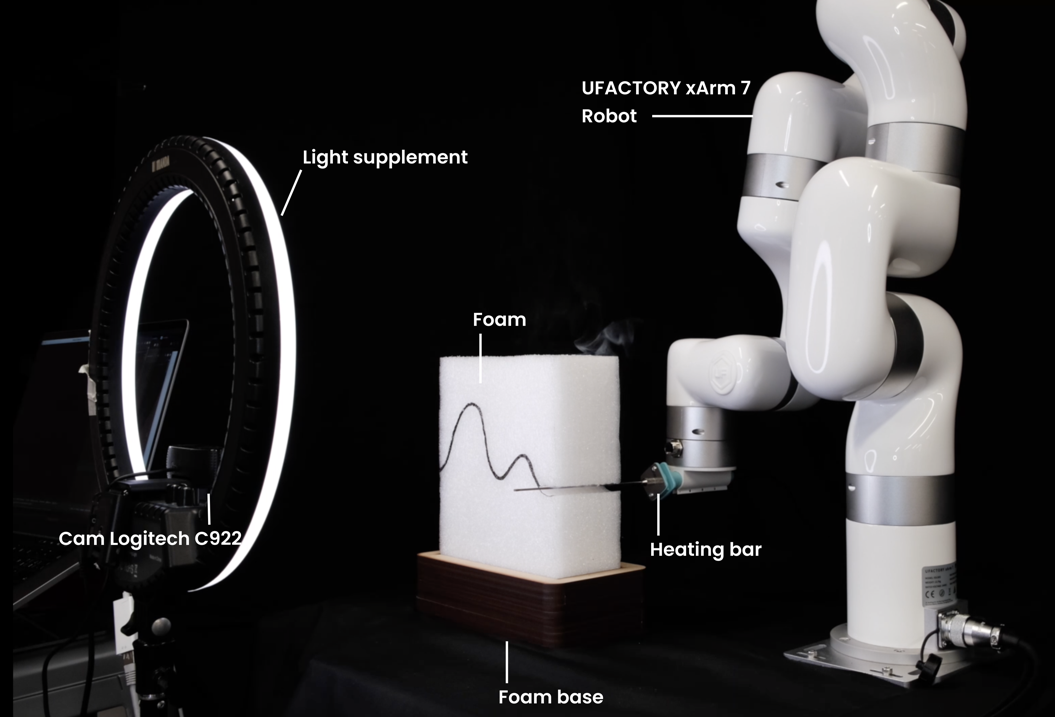 UFACTORY xArm 7
Robot
Light supplement
Foam
Cam Logitech C922
Heating bar
Foam base